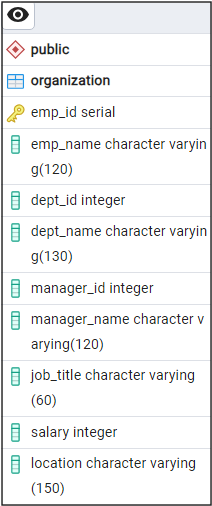 public
organization
emp_id serial
emp_name character varyin
g(120)
dept_id integer
dept_name character varyin
g(130)
manager_id integer
manager_name character v
arying(120)
job_title character varying
(60)
salary integer
location character varying
(150)